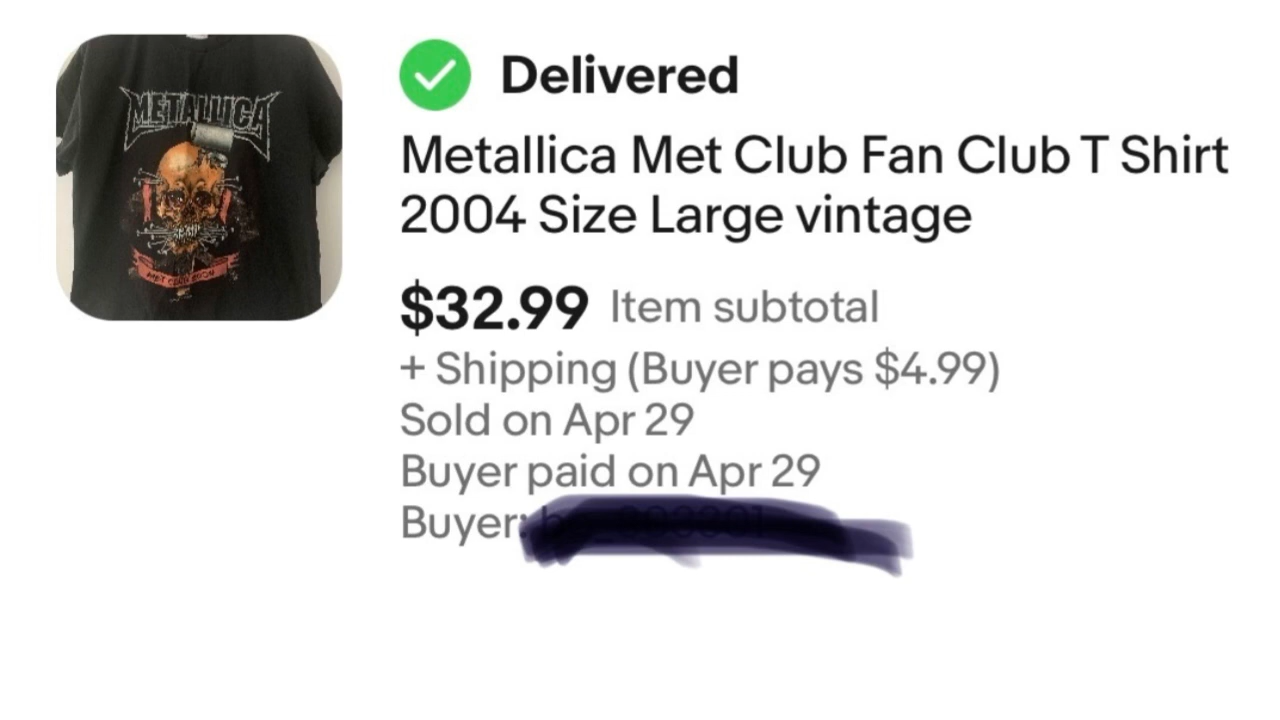 METALLICA
Delivered
Metallica Met Club Fan Club T Shirt
2004 Size Large vintage
$32.99 Item subtotal
+ Shipping (Buyer pays $4.99)
Sold on Apr 29
Buyer paid on Apr 29
Buyer: